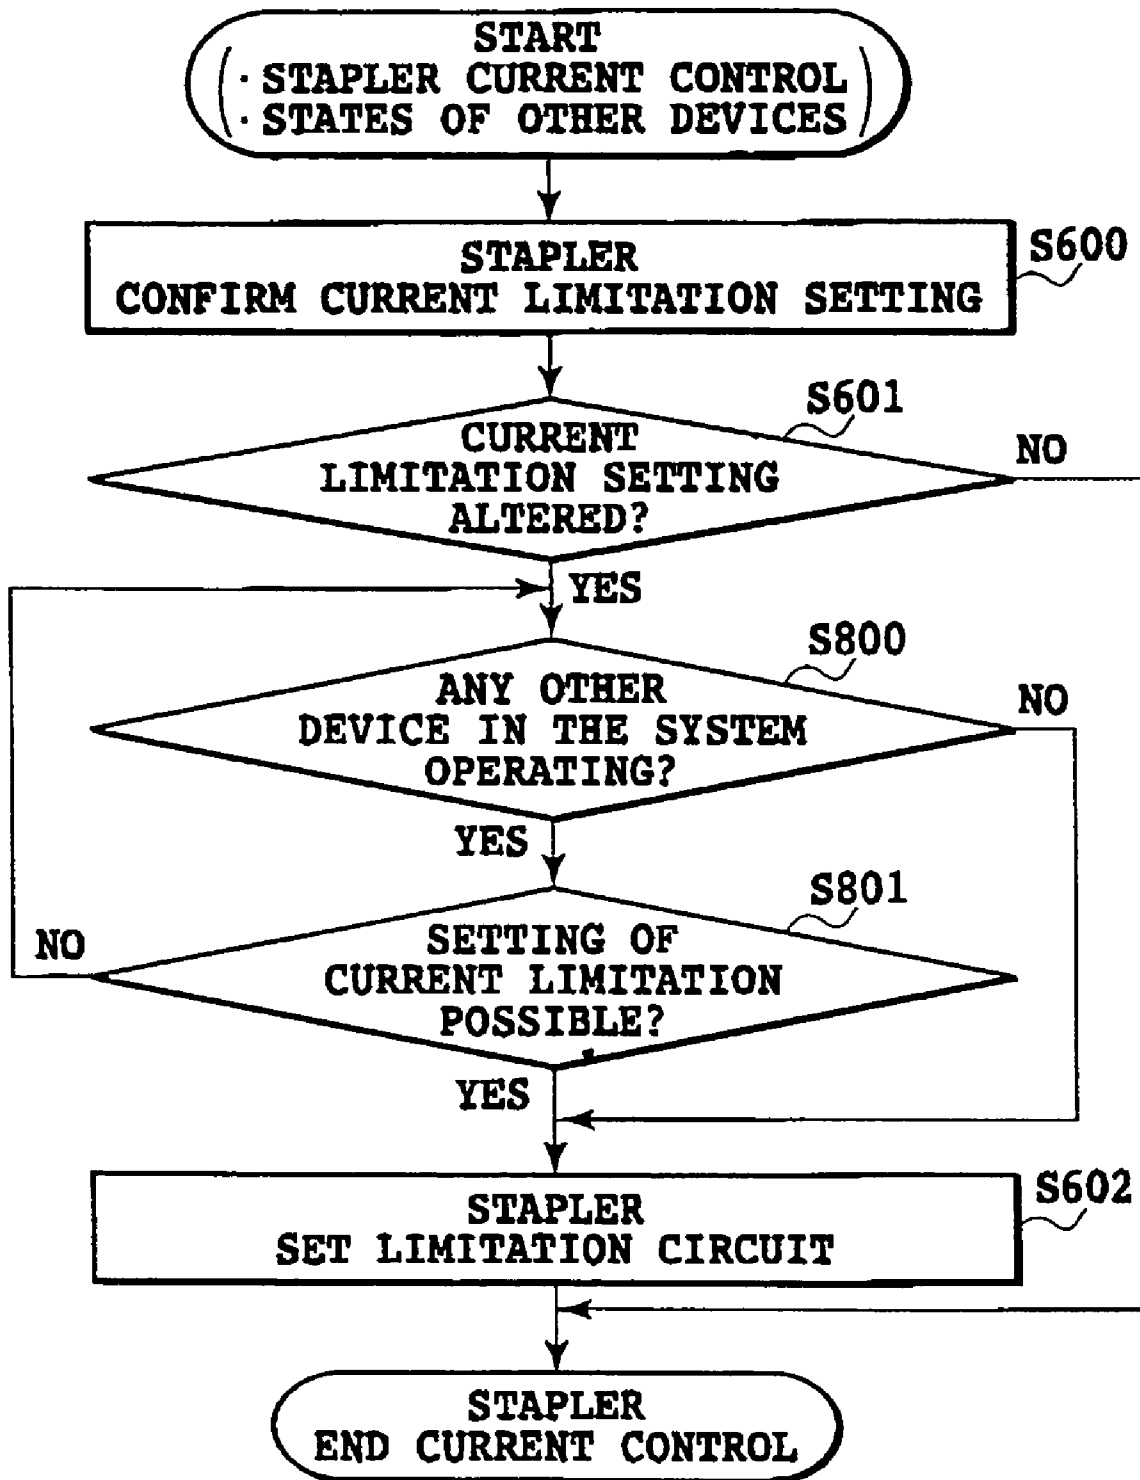 START
· STAPLER CURRENT CONTROL
· STATES OF OTHER DEVICES
STAPLER
CONFIRM CURRENT LIMITATION SETTING
S600
CURRENT
LIMITATION SETTING
ALTERED?
S601
NO
YES
ANY OTHER
DEVICE IN THE SYSTEM
OPERATING?
S800
NO
YES
SETTING OF
CURRENT LIMITATION
POSSIBLE?
S801
NO
YES
STAPLER
SET LIMITATION CIRCUIT
S602
STAPLER
END CURRENT CONTROL